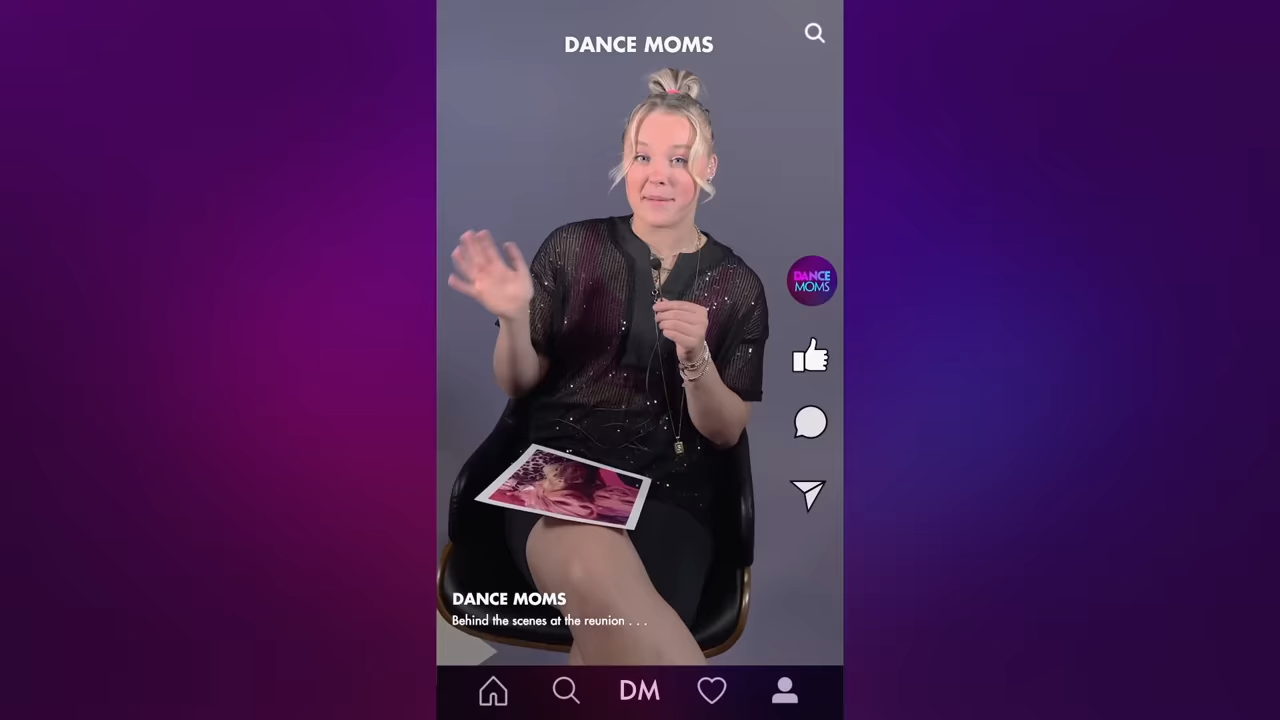 DANCE MOMS
DANCE
MOMS
DANCE MOMS
Behind the scenes at the reunion . . .
DM